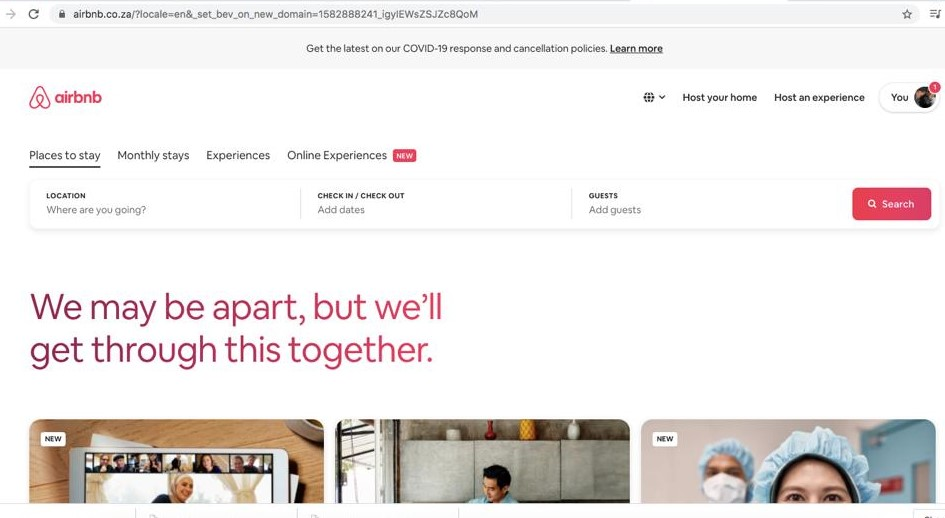 airbnb.co.za/?locale=en&_set_bev_on_new_domain=1582888241_igylEWsZSJZc8QoM
Get the latest on our COVID-19 response and cancellation policies. Learn more
airbnb
Host your home
Host an experience
You
1
Places to stay
Monthly stays
Experiences
Online Experiences
NEW
LOCATION
Where are you going?
CHECK IN / CHECK OUT
Add dates
GUESTS
Add guests
Search
We may be apart, but we’ll
get through this together.
NEW
NEW